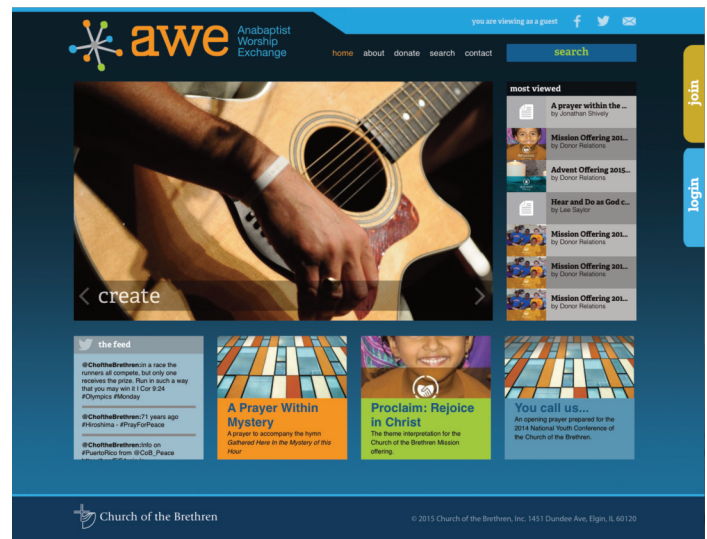 you are viewing as a guest
awe
Anabaptist
Worship
Exchange
home about donate search contact
search
join
login
create
most viewed
A prayer within the ...
by Jonathan Shively
Mission Offering 201...
by Donor Relations
Advent Offering 2015...
by Donor Relations
Hear and Do as God c...
by Lee Saylor
Mission Offering 201...
by Donor Relations
Mission Offering 201...
by Donor Relations
Mission Offering 201...
by Donor Relations
the feed
@ChoftheBrethren:in a race the
runners all compete, but only one
receives the prize. Run in such a way
that you may win it I Cor 9:24
#Olympics #Monday
@ChoftheBrethren:71 years ago
#Hiroshima - #PrayForPeace
@ChoftheBrethren:Info on
#PuertoRico from @CoB_Peace
A Prayer Within
Mystery
A prayer to accompany the hymn
Gathered Here In the Mystery of this
Hour
Proclaim: Rejoice
in Christ
The theme interpretation for the
Church of the Brethren Mission
offering.
You call us...
An opening prayer prepared for the
2014 National Youth Conference of
the Church of the Brethren.
Church of the Brethren
© 2015 Church of the Brethren, Inc. 1451 Dundee Ave, Elgin, IL 60120